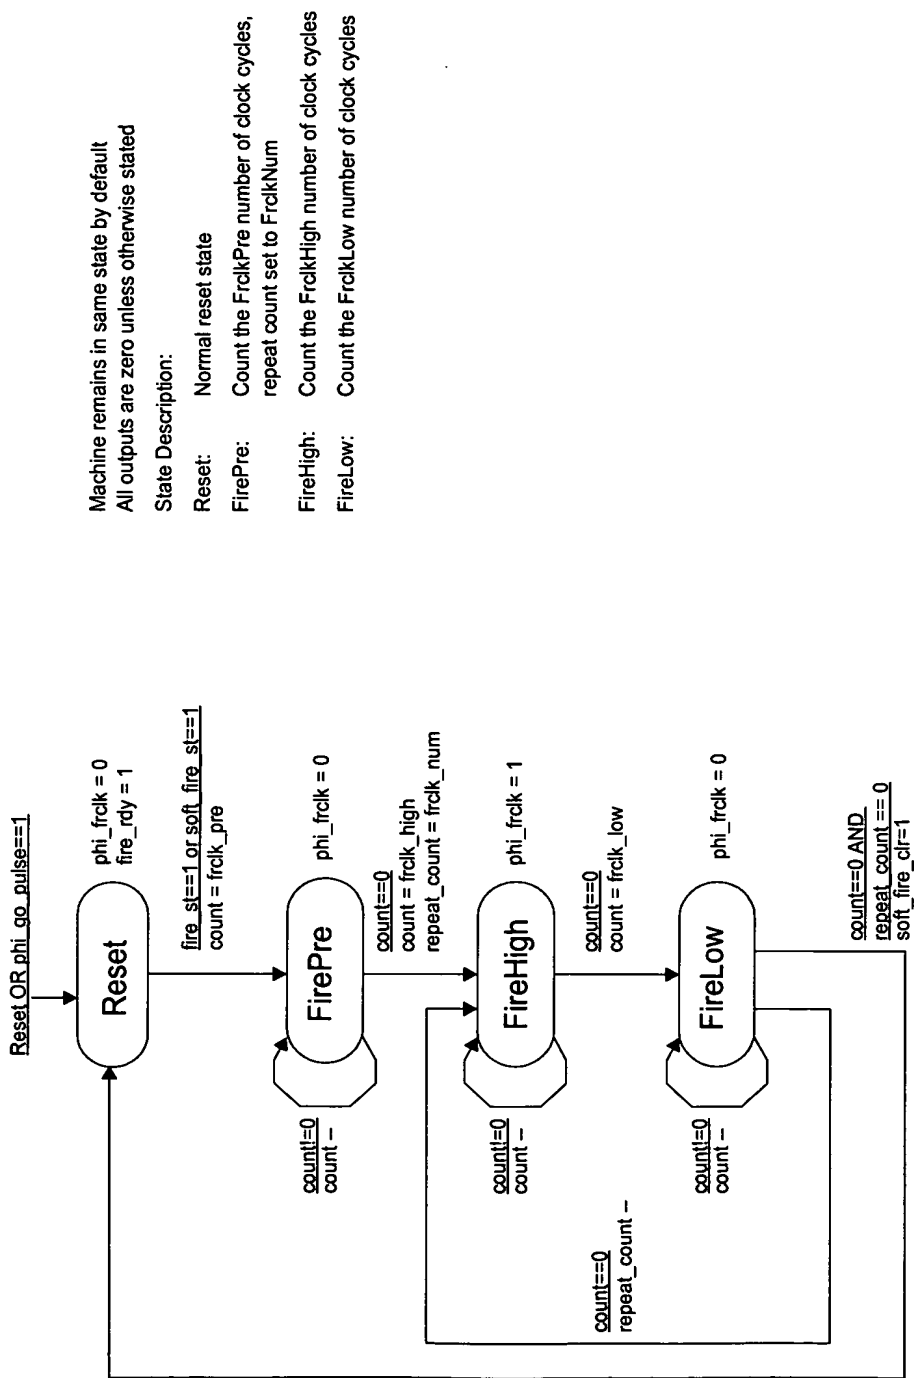 Reset OR phi_go_pulse==1
Reset
phi_frclk = 0
fire_rdy = 1
fire_st==1 or soft_fire_st==1
count = frclk_pre
FirePre
phi_frclk = 0
count!=0
count –
count==0
count = frclk_high
repeat_count = frclk_num
FireHigh
phi_frclk = 1
count!=0
count –
count==0
count = frclk_low
FireLow
phi_frclk = 0
count!=0
count –
count==0
repeat_count –
count==0 AND
repeat_count == 0
soft_fire_clr=1
Machine remains in same state by default
All outputs are zero unless otherwise stated
State Description:
Reset: Normal reset state
FirePre: Count the FrclkPre number of clock cycles,
repeat count set to FrclkNum
FireHigh: Count the FrclkHigh number of clock cycles
FireLow: Count the FrclkLow number of clock cycles